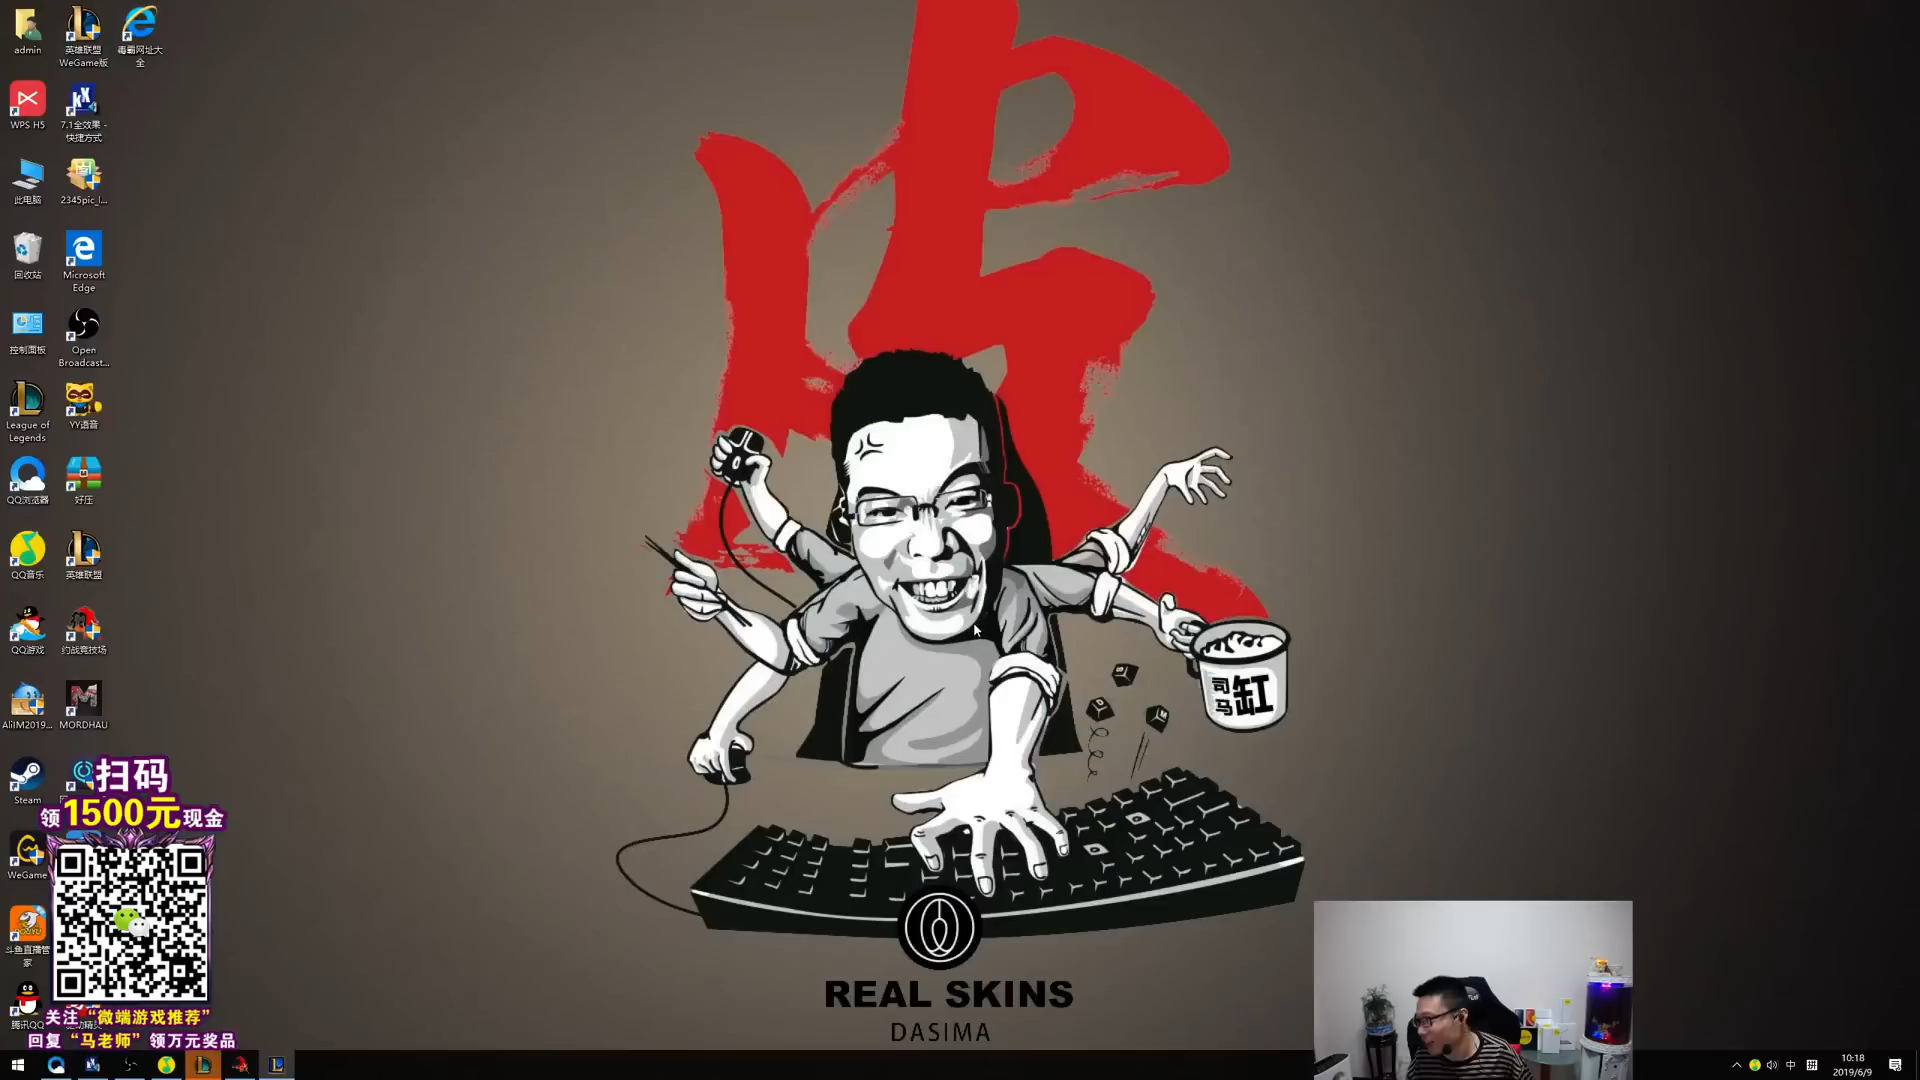 admin
英雄联盟
WeGame版
毒霸网址大
全
WPS H5
7.1全效果 -
快捷方式
此电脑
2345pic_l...
回收站
Microsoft
Edge
控制面板
Open
Broadcast...
League of
Legends
YY语音
QQ浏览器
好压
QQ音乐
英雄联盟
QQ游戏
约战竞技场
AliIM2019...
MORDHAU
Steam
WeGame
斗鱼直播管
家
腾讯QQ
扫码
领1500元现金
关注“微端游戏推荐”
回复“马老师”领万元奖品
司马
缸
REAL SKINS
DASIMA
中
10:18
2019/6/9